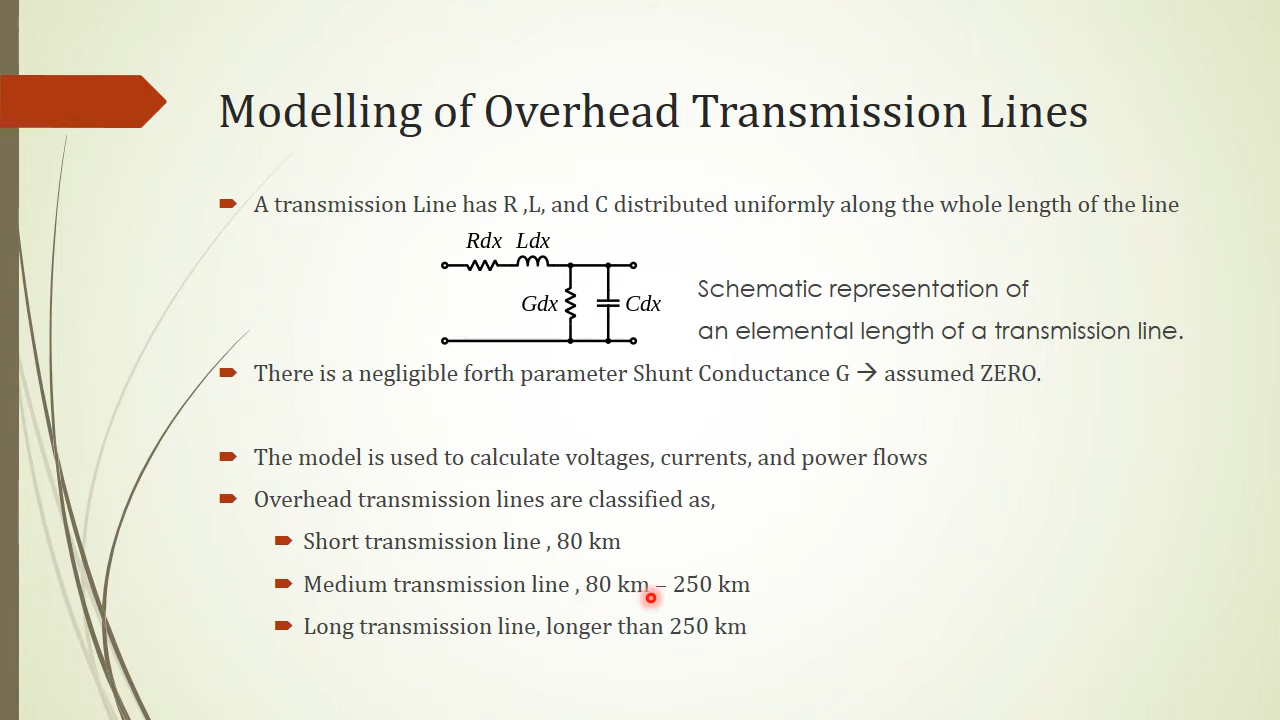 Modelling of Overhead Transmission Lines
A transmission Line has R ,L, and C distributed uniformly along the whole length of the line
Rdx Ldx
Gdx Cdx
Schematic representation of
an elemental length of a transmission line.
There is a negligible forth parameter Shunt Conductance G → assumed ZERO.
The model is used to calculate voltages, currents, and power flows
Overhead transmission lines are classified as,
Short transmission line , 80 km
Medium transmission line , 80 km – 250 km
Long transmission line, longer than 250 km